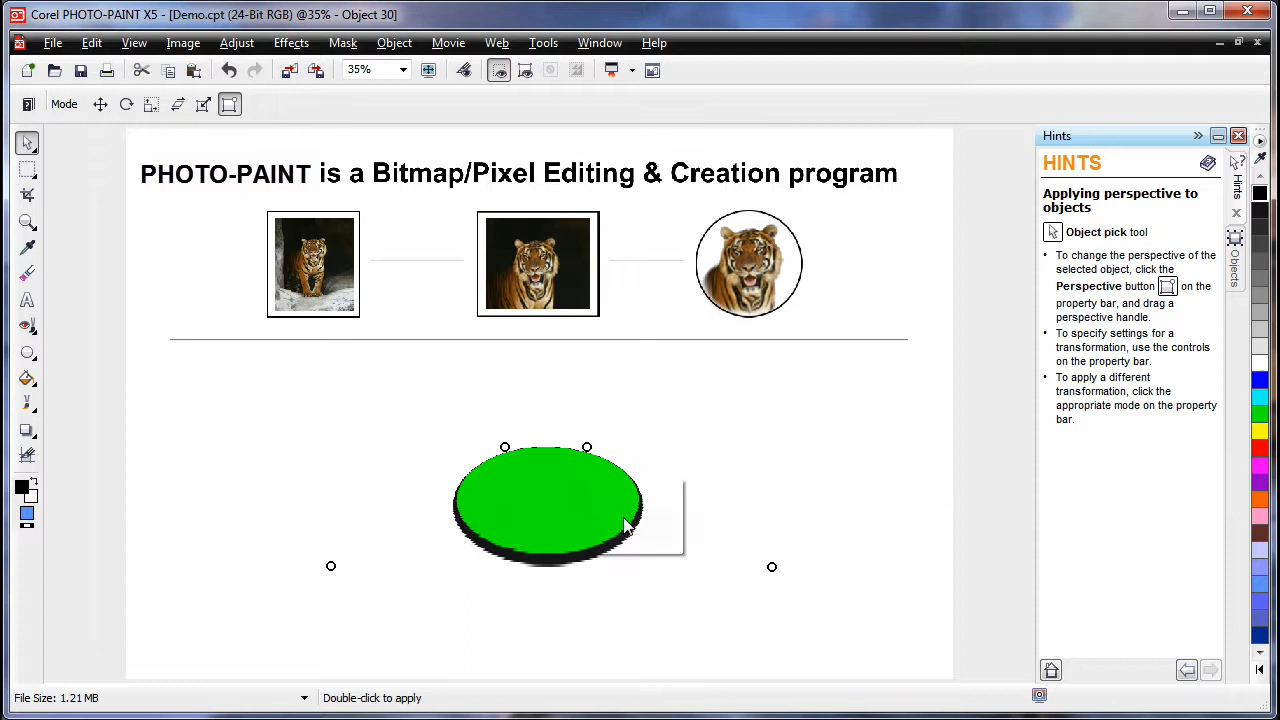 Corel PHOTO-PAINT X5 - [Demo.cpt (24-Bit RGB) @35% - Object 30]
File Edit View Image Adjust Effects Mask Object Movie Web Tools Window Help
35%
Mode
PHOTO-PAINT is a Bitmap/Pixel Editing & Creation program
Hints
HINTS
Applying perspective to
objects
Object pick tool
• To change the perspective of the
selected object, click the
Perspective button on the
property bar, and drag a
perspective handle.
• To specify settings for a
transformation, use the controls
on the property bar.
• To apply a different
transformation, click the
appropriate mode on the property
bar.
Hints
Objects
File Size: 1.21 MB
Double-click to apply